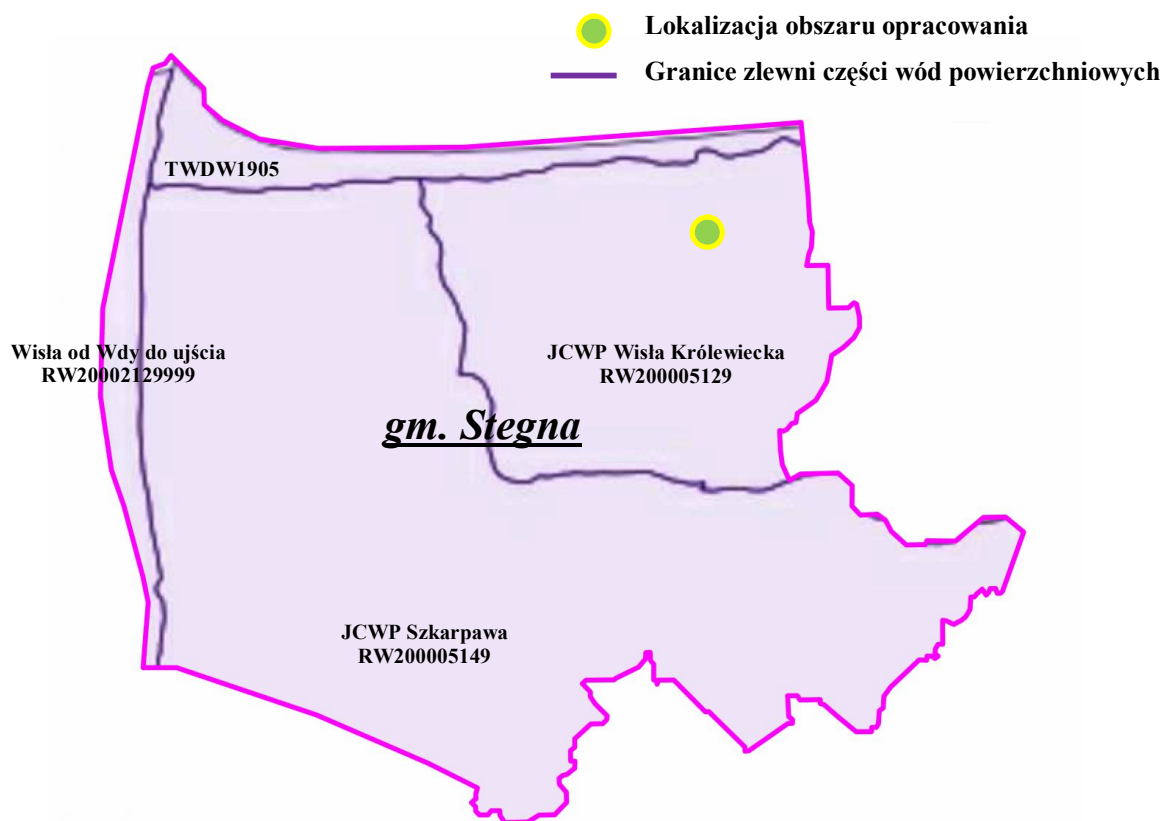 Lokalizacja obszaru opracowania
Granice zlewni części wód powierzchniowych
TWDW1905
Wisła od Wdy do ujścia
RW20002129999
JCWP Wisła Królewiecka
RW200005129
gm. Stegna
JCWP Szkarpawa
RW200005149